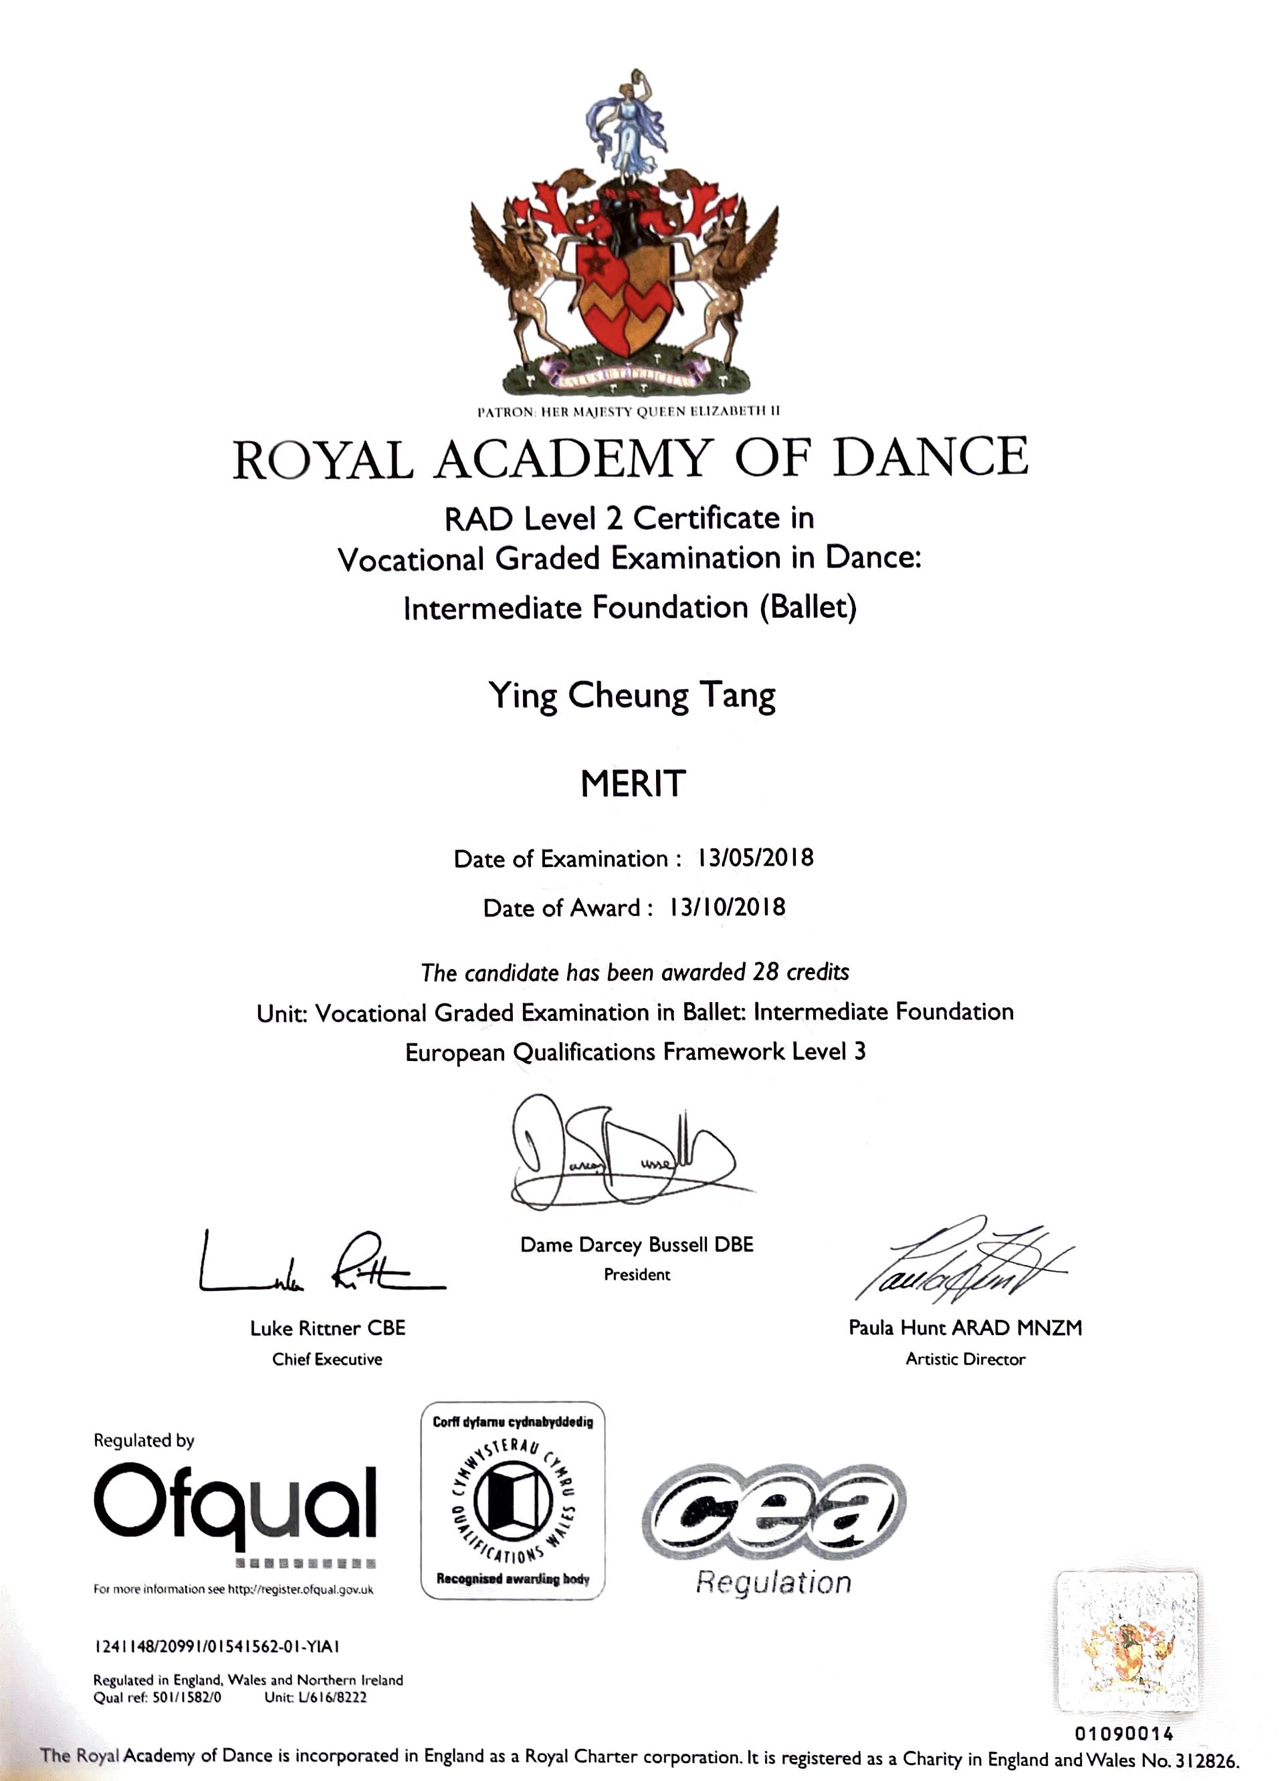 PATRON: HER MAJESTY QUEEN ELIZABETH II
ROYAL ACADEMY OF DANCE
RAD Level 2 Certificate in
Vocational Graded Examination in Dance:
Intermediate Foundation (Ballet)
Ying Cheung Tang
MERIT
Date of Examination : 13/05/2018
Date of Award : 13/10/2018
The candidate has been awarded 28 credits
Unit: Vocational Graded Examination in Ballet: Intermediate Foundation
European Qualifications Framework Level 3
Darcey Bussell
Dame Darcey Bussell DBE
President
Luke Rittner
Luke Rittner CBE
Chief Executive
Paula Hunt
Paula Hunt ARAD MNZM
Artistic Director
Regulated by
Ofqual
For more information see http://register.ofqual.gov.uk
Corff dyfarnu cydnabyddedig
CYMWYSTERAU CYMRU
QUALIFICATIONS WALES
Recognised awarding body
cea
Regulation
1241148/20991/01541562-01-YIA1
Regulated in England, Wales and Northern Ireland
Qual ref: 501/1582/0 Unit: L/616/8222
01090014
The Royal Academy of Dance is incorporated in England as a Royal Charter corporation. It is registered as a Charity in England and Wales No. 312826.